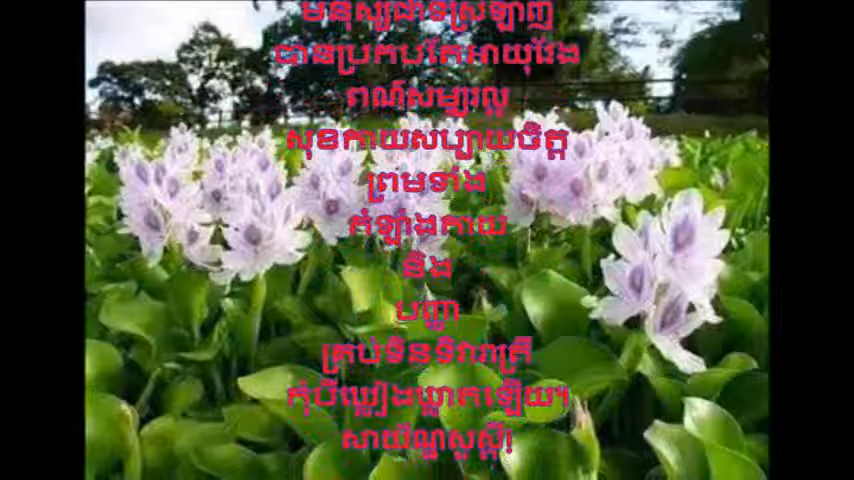 មនុស្សជាទីស្រឡាញ់
បានប្រកបតែអាយុវែង
ពណ៌សម្បុរល្អ
សុខកាយសប្បាយចិត្ត
ព្រមទាំង
កំឡាំងកាយ
និង
បញ្ញា
គ្រប់ទិនទិវារាត្រី
កុំបីឃ្លៀងឃ្លាតឡើយ។
សាយ័ណ្ហសួស្តី!